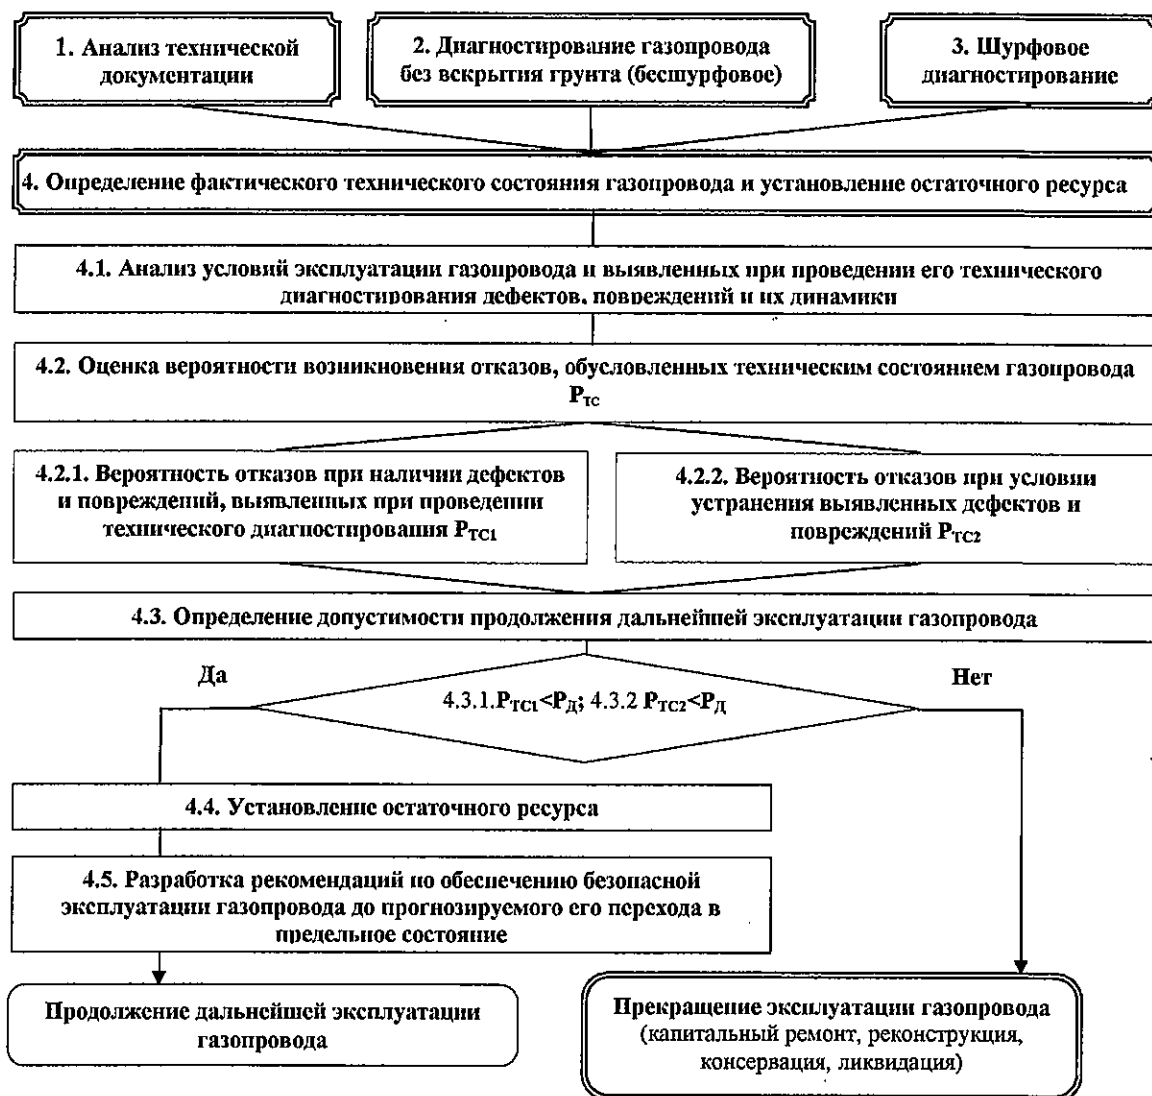 1. Анализ технической
документации
2. Диагностирование газопровода
без вскрытия грунта (бесшурфовое)
3. Шурфовое
диагностирование
4. Определение фактического технического состояния газопровода и установление остаточного ресурса
4.1. Анализ условий эксплуатации газопровода и выявленных при проведении его технического
диагностирования дефектов, повреждений и их динамики
4.2. Оценка вероятности возникновения отказов, обусловленных техническим состоянием газопровода
Pтс
4.2.1. Вероятность отказов при наличии дефектов
и повреждений, выявленных при проведении
технического диагностирования PТС1
4.2.2. Вероятность отказов при условии
устранения выявленных дефектов и
повреждений PТС2
4.3. Определение допустимости продолжения дальнейшей эксплуатации газопровода
Да
Нет
4.3.1.PТС1<PД; 4.3.2 PТС2<PД
4.4. Установление остаточного ресурса
4.5. Разработка рекомендаций по обеспечению безопасной
эксплуатации газопровода до прогнозируемого его перехода в
предельное состояние
Продолжение дальнейшей эксплуатации
газопровода
Прекращение эксплуатации газопровода
(капитальный ремонт, реконструкция,
консервация, ликвидация)